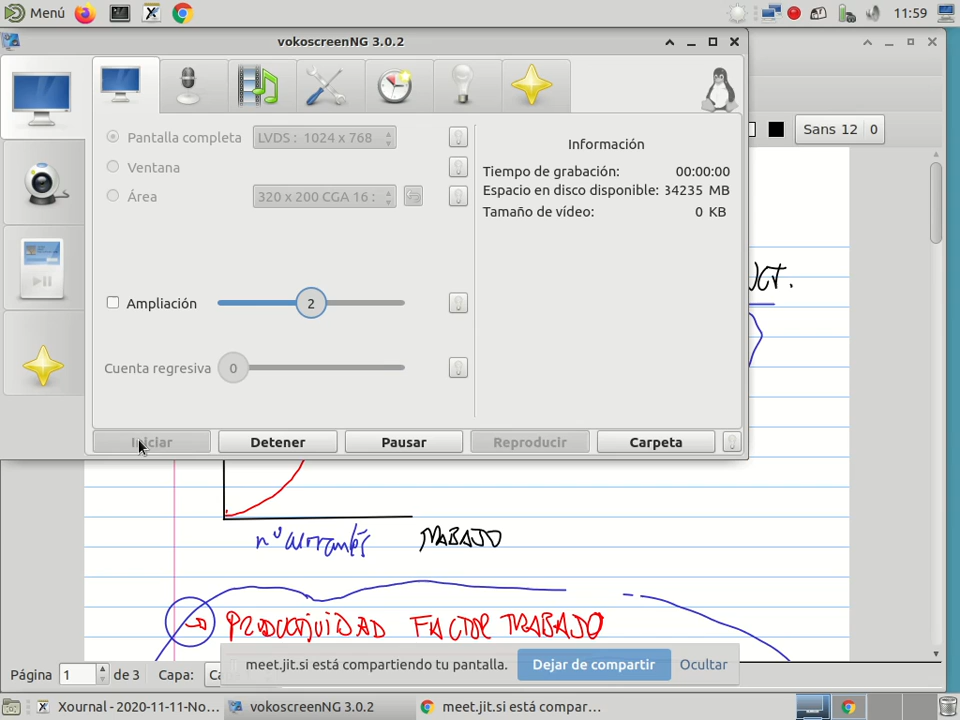 Menú
11:59
vokoscreenNG 3.0.2
Pantalla completa
LVDS : 1024 x 768
Ventana
Área
320 x 200 CGA 16 :
Información
Tiempo de grabación: 00:00:00
Espacio en disco disponible: 34235 MB
Tamaño de vídeo: 0 KB
Ampliación
2
Cuenta regresiva
0
Iniciar
Detener
Pausar
Reproducir
Carpeta
Sans 12 0
TRABAJO
FACTOR TRABAJO
meet.jit.si está compartiendo tu pantalla.
Dejar de compartir
Ocultar
Página 1 de 3 Capa:
Xournal - 2020-11-11-No...
vokoscreenNG 3.0.2
meet.jit.si está compar...